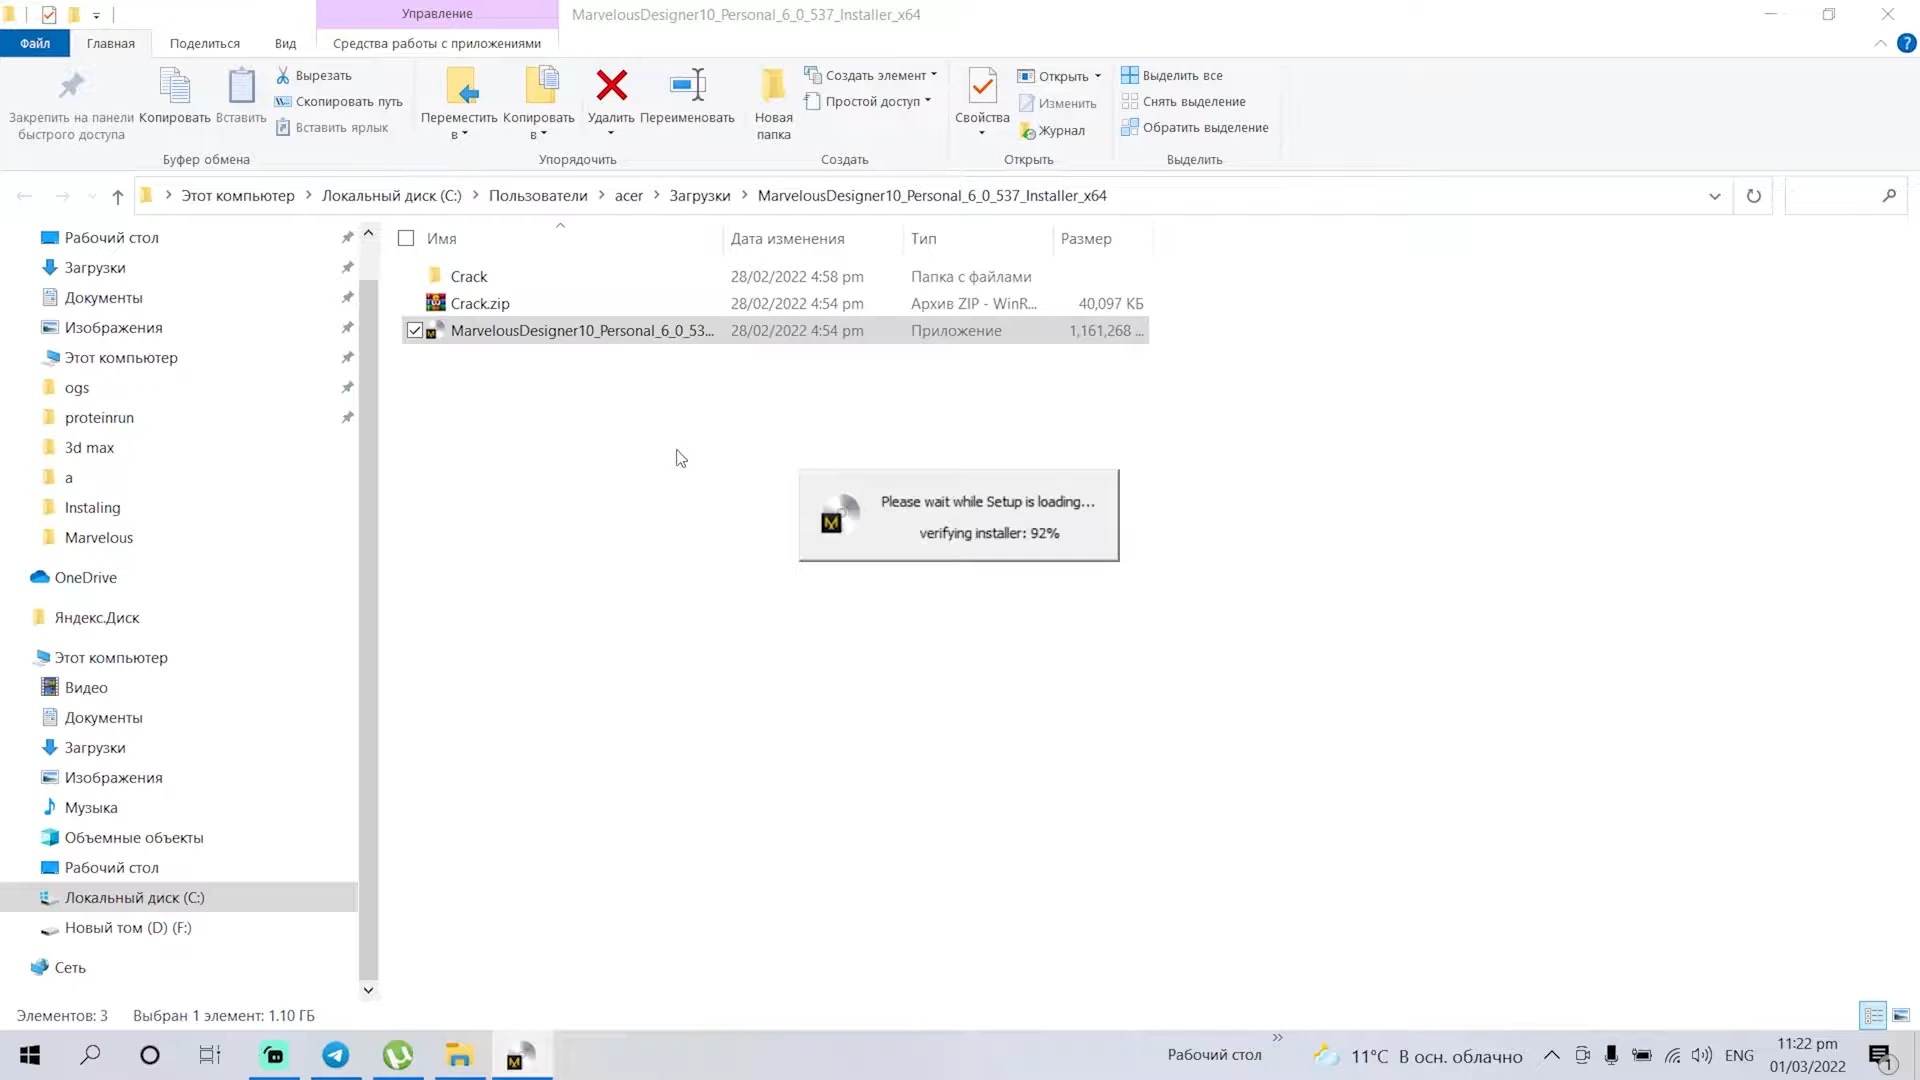 Управление
MarvelousDesigner10_Personal_6_0_537_Installer_x64
Файл
Главная
Поделиться
Вид
Средства работы с приложениями
Закрепить на панели
быстрого доступа
Копировать
Вставить
Вырезать
Скопировать путь
Вставить ярлык
Буфер обмена
Переместить
в
Копировать
в
Удалить
Переименовать
Упорядочить
Новая
папка
Создать элемент
Простой доступ
Создать
Свойства
Открыть
Изменить
Журнал
Открыть
Выделить все
Снять выделение
Обратить выделение
Выделить
Этот компьютер
Локальный диск (C:)
Пользователи
acer
Загрузки
MarvelousDesigner10_Personal_6_0_537_Installer_x64
Рабочий стол
Загрузки
Документы
Изображения
Этот компьютер
ogs
proteinrun
3d max
a
Instaling
Marvelous
OneDrive
Яндекс.Диск
Этот компьютер
Видео
Документы
Загрузки
Изображения
Музыка
Объемные объекты
Рабочий стол
Локальный диск (C:)
Новый том (D) (F:)
Сеть
Имя Дата изменения Тип Размер
Crack 28/02/2022 4:58 pm Папка с файлами
Crack.zip 28/02/2022 4:54 pm Архив ZIP - WinR... 40,097 КБ
MarvelousDesigner10_Personal_6_0_53... 28/02/2022 4:54 pm Приложение 1,161,268 ...
Please wait while Setup is loading...
verifying installer: 92%
Элементов: 3 Выбран 1 элемент: 1.10 ГБ
Рабочий стол
11°C В осн. облачно
ENG
11:22 pm
01/03/2022
1